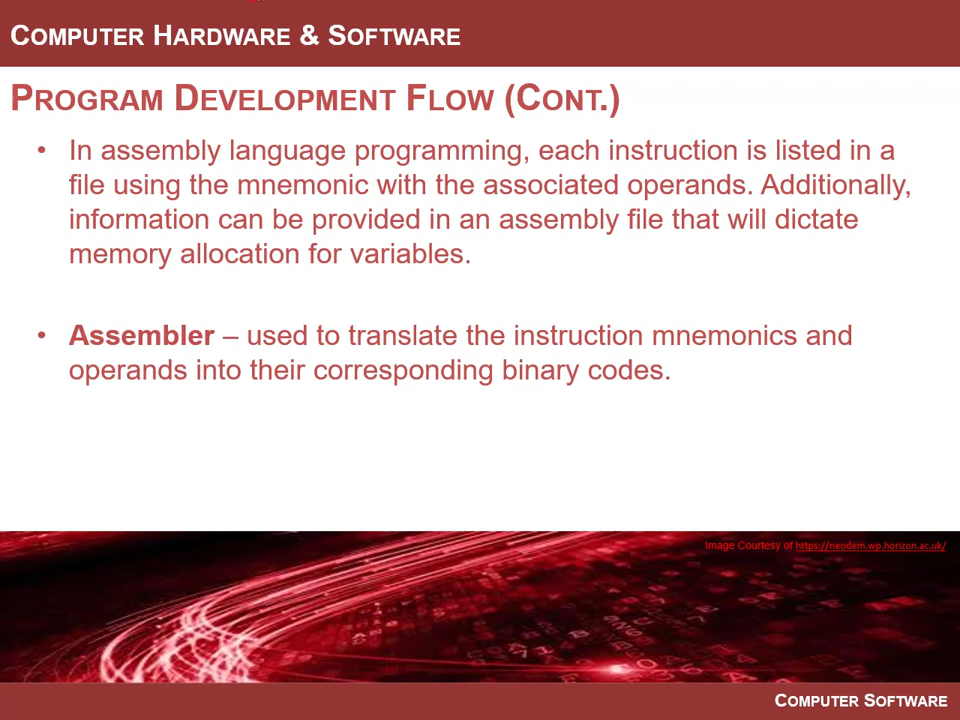 COMPUTER HARDWARE & SOFTWARE
PROGRAM DEVELOPMENT FLOW (CONT.)
• In assembly language programming, each instruction is listed in a
file using the mnemonic with the associated operands. Additionally,
information can be provided in an assembly file that will dictate
memory allocation for variables.
• Assembler – used to translate the instruction mnemonics and
operands into their corresponding binary codes.
Image Courtesy of https://neodem.wp.horizon.ac.uk/
COMPUTER SOFTWARE